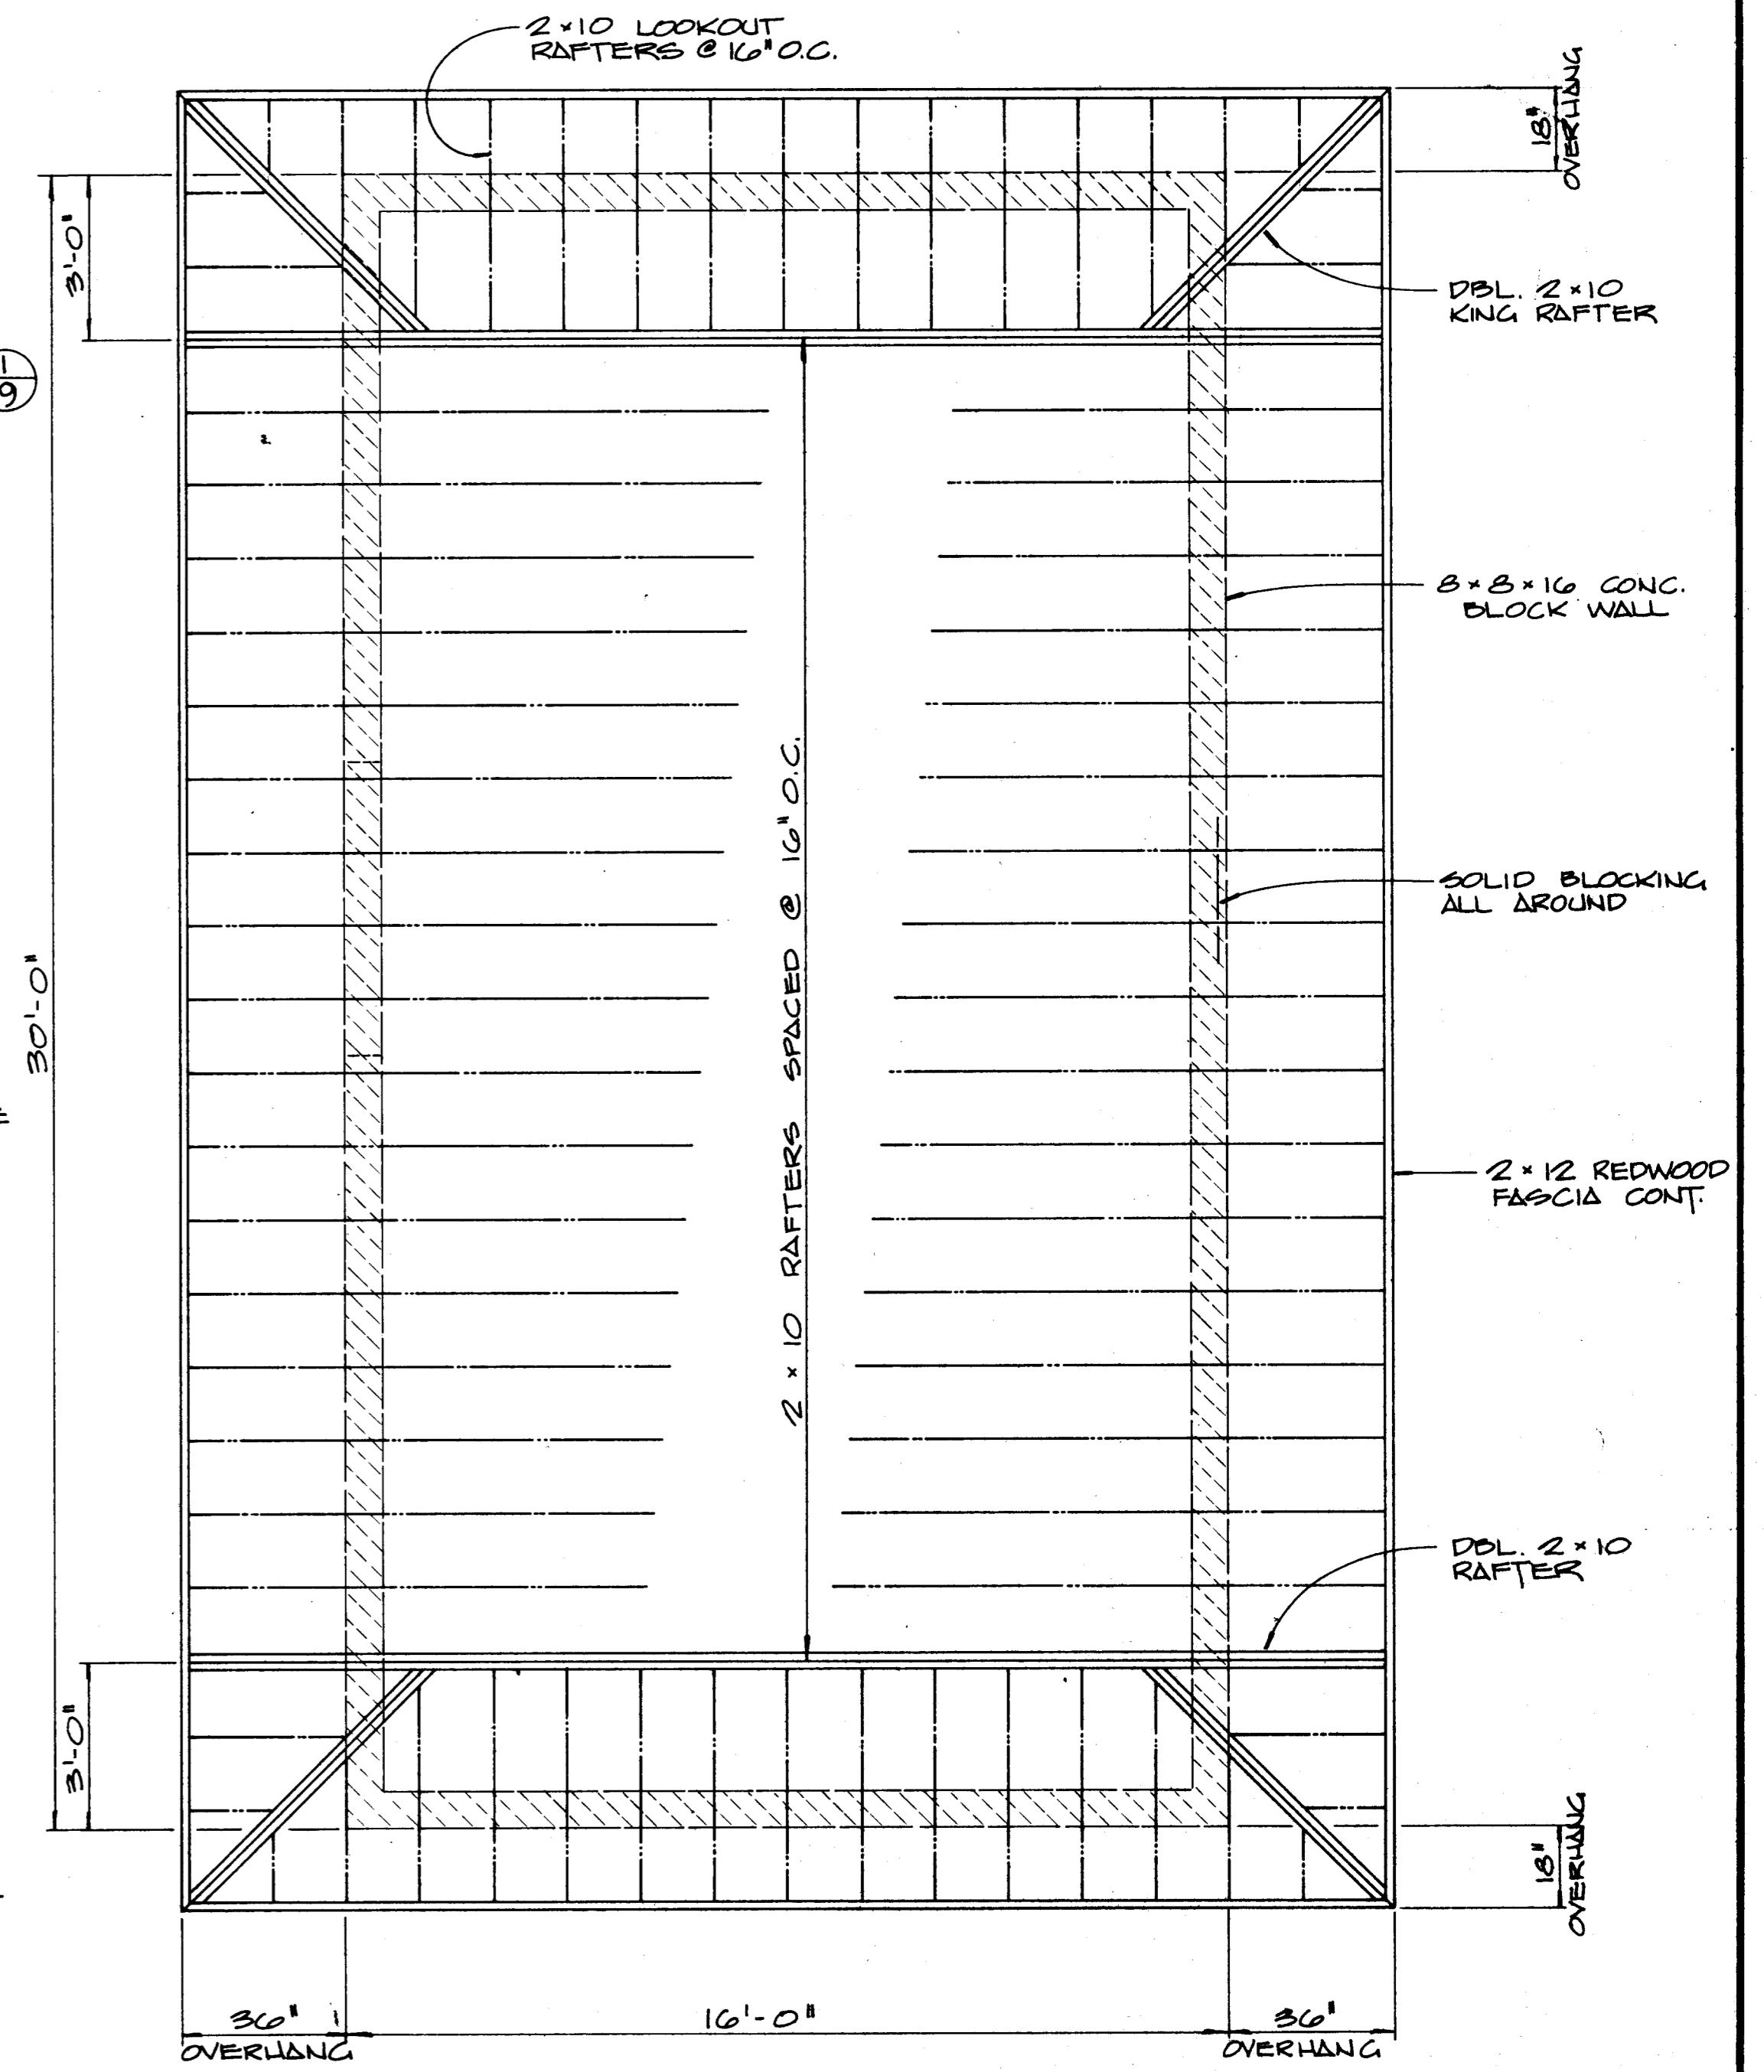 2×10 LOOKOUT
RAFTERS @ 16" O.C.
18"
OVERHANG
3'-0"
DBL. 2×10
KING RAFTER
1
9
8×8×16 CONC.
BLOCK WALL
SOLID BLOCKING
ALL AROUND
30'-0"
2×10 RAFTERS SPACED @ 16" O.C.
2×12 REDWOOD
FASCIA CONT.
DBL. 2×10
RAFTER
3'-0"
18"
OVERHANG
36"
OVERHANG
16'-0"
36"
OVERHANG